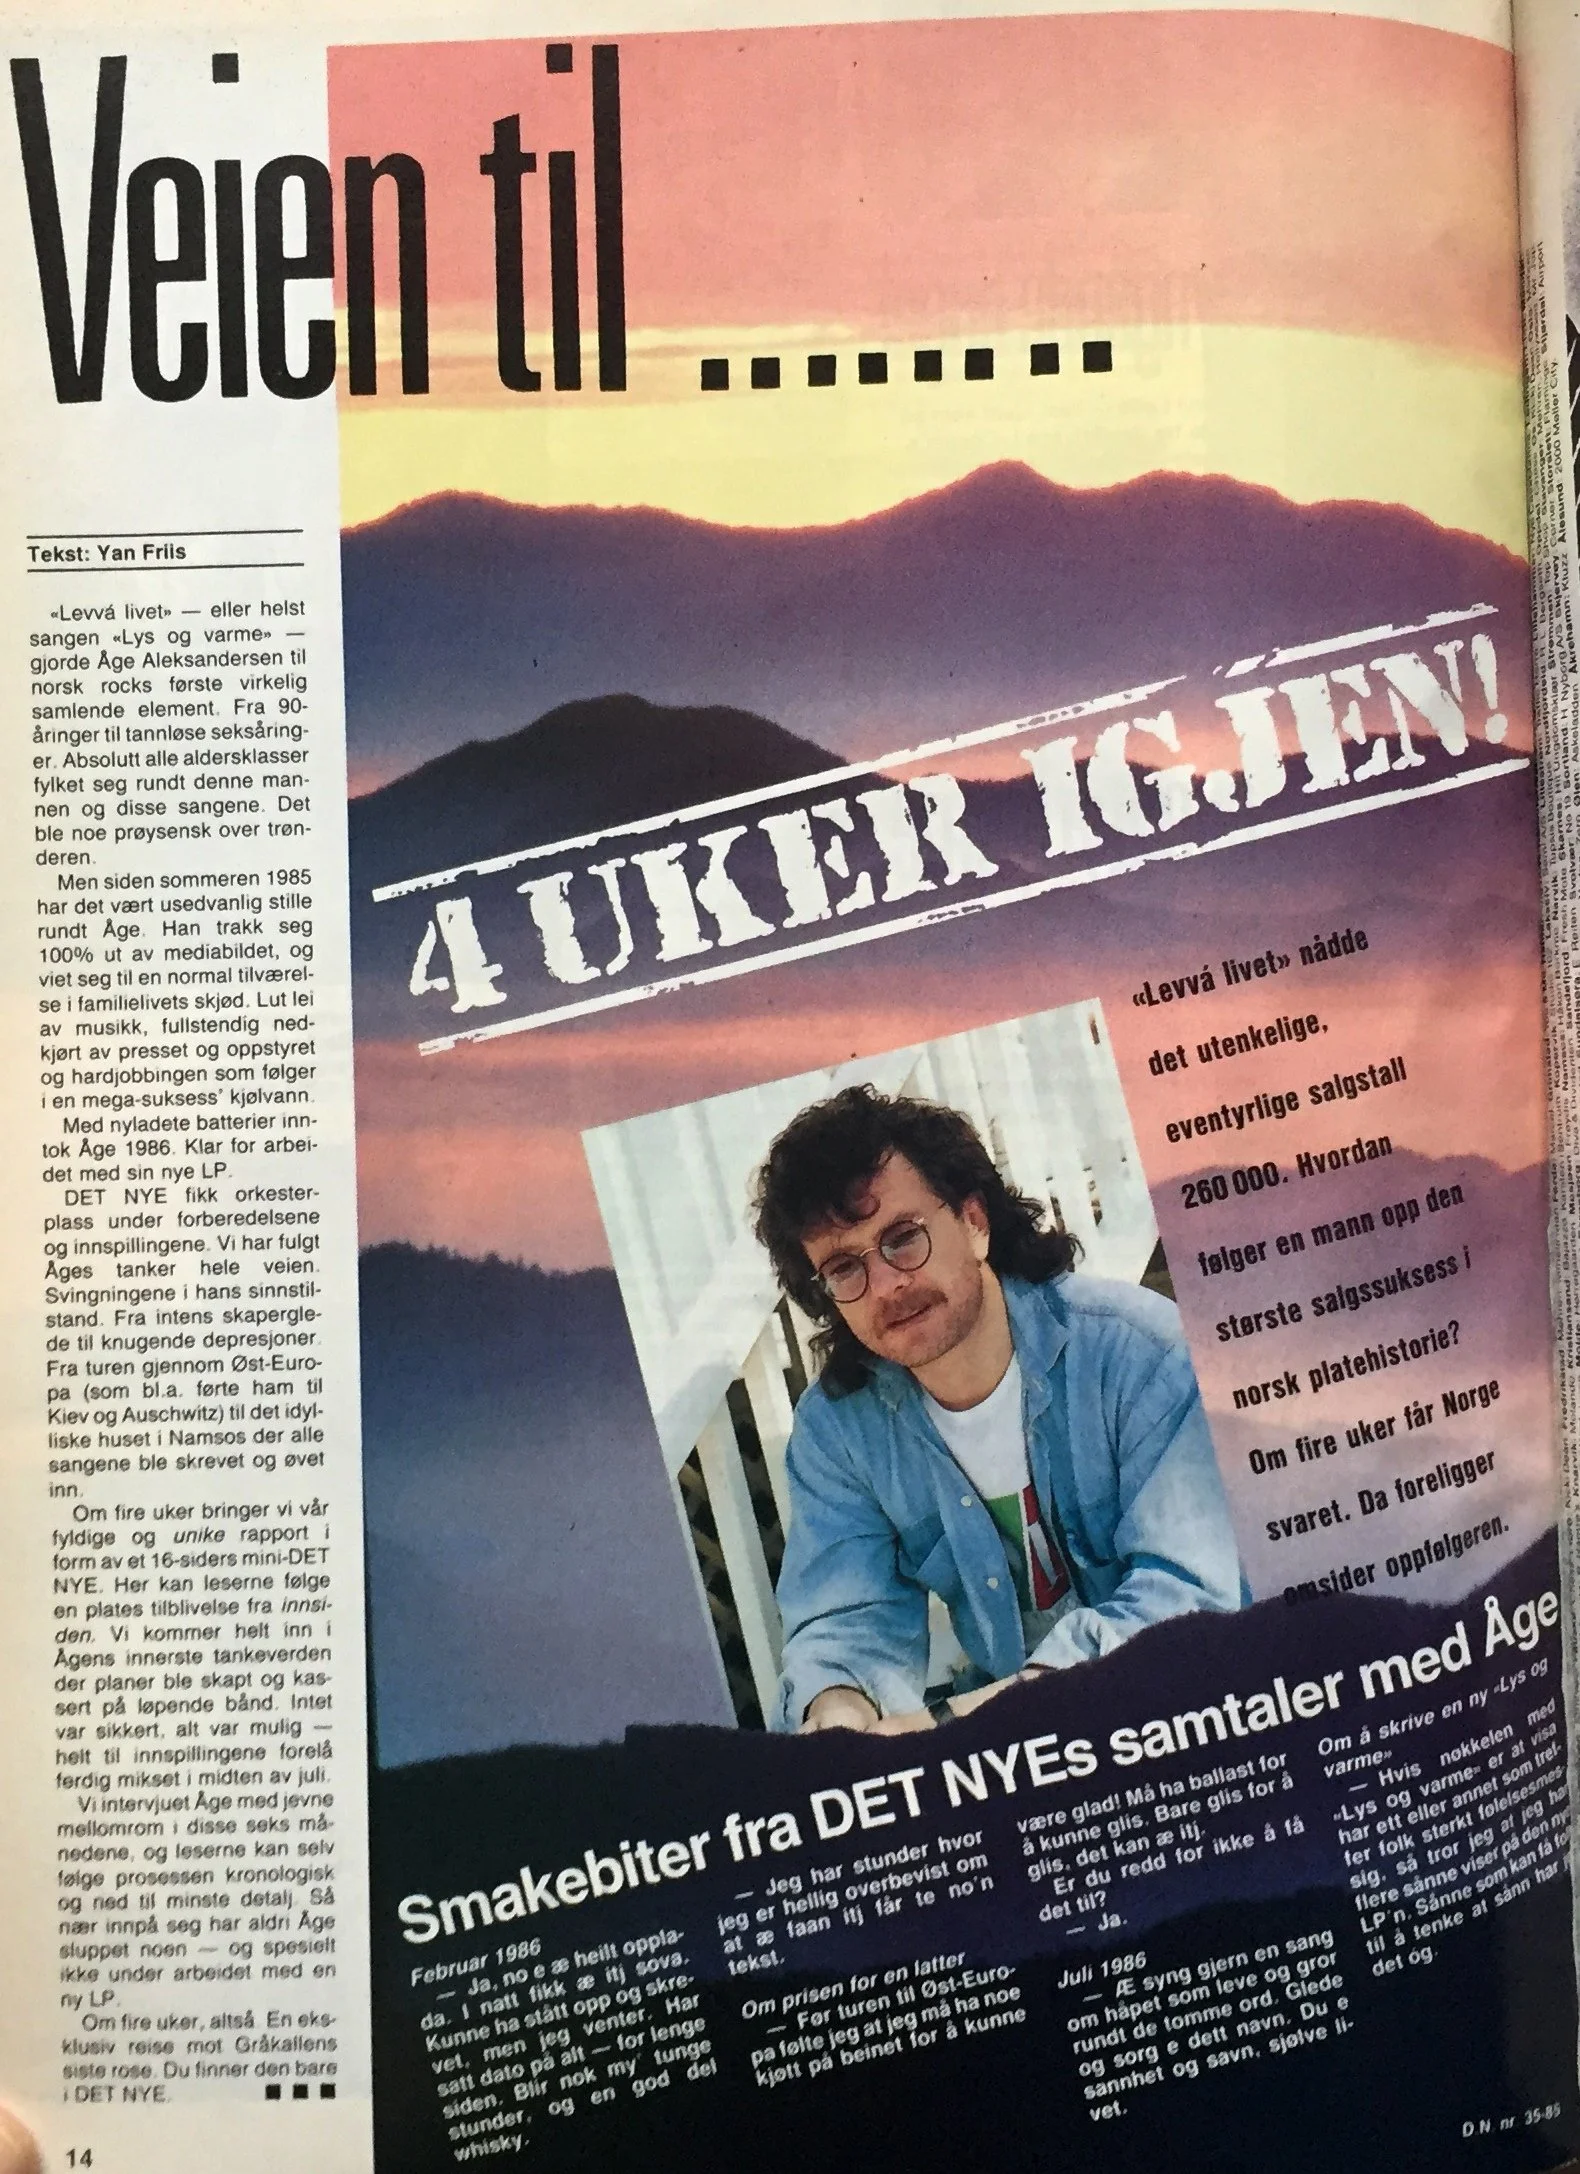 Veien til ........
Tekst: Yan Friis
«Levvá livet» — eller helst
sangen «Lys og varme» —
gjorde Åge Aleksandersen til
norsk rocks første virkelig
samlende element. Fra 90-
åringer til tannløse seksåring-
er. Absolutt alle aldersklasser
fylket seg rundt denne man-
nen og disse sangene. Det
ble noe prøysensk over trøn-
deren.
Men siden sommeren 1985
har det vært usedvanlig stille
rundt Åge. Han trakk seg
100% ut av mediabildet, og
viet seg til en normal tilværel-
se i familielivets skjød. Lut lei
av musikk, fullstendig ned-
kjørt av presset og oppstyret
og hardjobbingen som følger
i en mega-suksess' kjølvann.
Med nyladete batterier inn-
tok Åge 1986. Klar for arbei-
det med sin nye LP.
DET NYE fikk orkester-
plass under forberedelsene
og innspillingene. Vi har fulgt
Åges tanker hele veien.
Svingningene i hans sinnstil-
stand. Fra intens skapergle-
de til knugende depresjoner.
Fra turen gjennom Øst-Euro-
pa (som bl.a. førte ham til
Kiev og Auschwitz) til det idyl-
liske huset i Namsos der alle
sangene ble skrevet og øvet
inn.
Om fire uker bringer vi vår
fyldige og unike rapport i
form av et 16-siders mini-DET
NYE. Her kan leserne følge
en plates tilblivelse fra innsi-
den. Vi kommer helt inn i
Ågens innerste tankeverden
der planer ble skapt og kas-
sert på løpende bånd. Intet
var sikkert, alt var mulig —
helt til innspillingene forelå
ferdig mikset i midten av juli.
Vi intervjuet Åge med jevne
mellomrom i disse seks må-
nedene, og leserne kan selv
følge prosessen kronologisk
og ned til minste detalj. Så
nær innpå seg har aldri Åge
sluppet noen — og spesielt
ikke under arbeidet med en
ny LP.
Om fire uker, altså. En eks-
klusiv reise mot Gråkallens
siste rose. Du finner den bare
i DET NYE.
14
4 UKER IGJEN!
«Levvá livet» nådde
det utenkelige,
eventyrlige salgstall
260 000. Hvordan
følger en mann opp den
største salgssuksess i
norsk platehistorie?
Om fire uker får Norge
svaret. Da foreligger
omsider oppfølgeren.
Smakebiter fra DET NYEs samtaler med Åge
Februar 1986
— Ja, no e æ heillt oppla-
da. I natt fikk æ itj sova.
Kunne ha stått opp og skre-
vet, men jeg venter. Har
satt dato på alt — for lenge
siden. Blir nok my' tunge
stunder, og en god del
whisky.
— Jeg har stunder hvor
jeg er hellig overbevist om
at æ faan itj får te no'n
tekst.
Om prisen for en latter
— Før turen til Øst-Euro-
pa følte jeg at jeg må ha noe
kjøtt på beinet for å kunne
være glad! Må ha ballast for
å kunne glis. Bare glis for å
glis, det kan æ itj.
Er du redd for ikke å få
det til?
— Ja.
Juli 1986
— Æ syng gjern en sang
om håpet som leve og gror
rundt de tomme ord. Glede
og sorg e dett navn. Du e
sannhet og savn, sjølve li-
vet.
Om å skrive en ny «Lys og
varme»
— Hvis nøkkelen med
«Lys og varme» er at visa
har ett eller annet som tref-
fer folk sterkt følelsesmes-
sig, så tror jeg at jeg har
flere sånne viser på den nye
LP'n. Sånne som kan få fo
til å tenke at sånn har j
det òg.
D.N. nr. 35-85